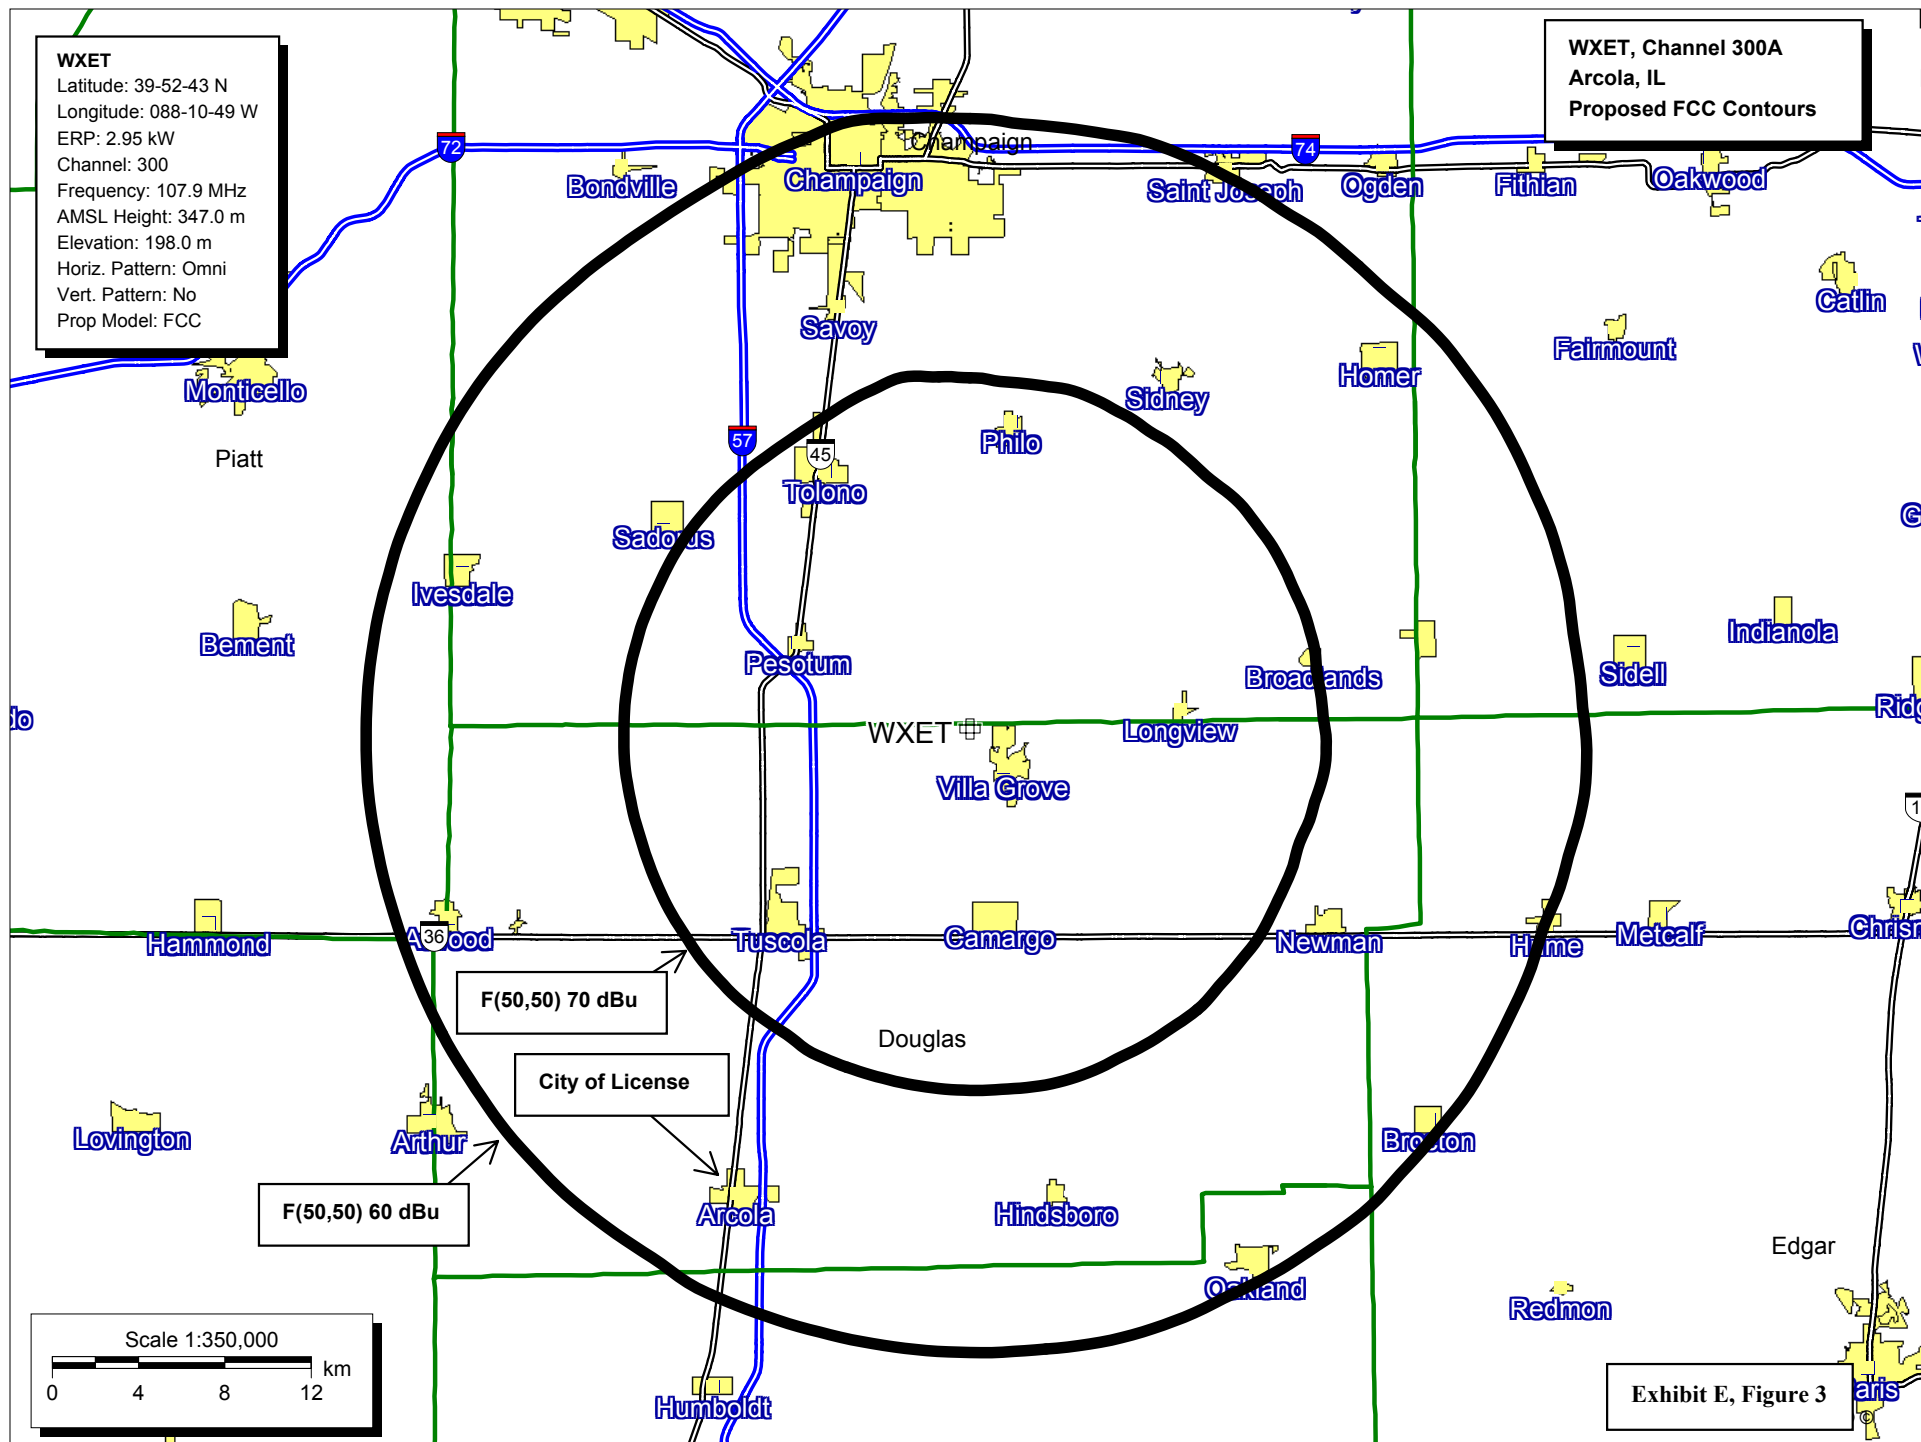 WXET
Latitude: 39-52-43 N
Longitude: 088-10-49 W
ERP: 2.95 kW
Channel: 300
Frequency: 107.9 MHz
AMSL Height: 347.0 m
Elevation: 198.0 m
Horiz. Pattern: Omni
Vert. Pattern: No
Prop Model: FCC
WXET, Channel 300A
Arcola, IL
Proposed FCC Contours
72
74
Champaign
Bondville
Champaign
Saint Joseph
Ogden
Fithian
Oakwood
Catlin
Savoy
Fairmount
Monticello
Homer
Sidney
Piatt
57
45
Philo
Tolono
Sadorus
Ivesdale
Bement
Indianola
Pesotum
Broadlands
Sidell
WXET
Longview
Villa Grove
36
Hammond
Tuscola
Camargo
Newman
Hume
Metcalf
F(50,50) 70 dBu
Douglas
City of License
Lovington
Arthur
Brocton
F(50,50) 60 dBu
Arcola
Hindsboro
Edgar
Oakland
Redmon
Scale 1:350,000
km
0 4 8 12
Humboldt
Exhibit E, Figure 3
©